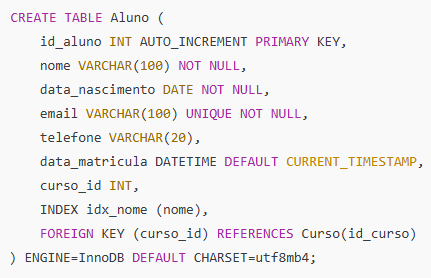 CREATE TABLE Aluno (
    id_aluno INT AUTO_INCREMENT PRIMARY KEY,
    nome VARCHAR(100) NOT NULL,
    data_nascimento DATE NOT NULL,
    email VARCHAR(100) UNIQUE NOT NULL,
    telefone VARCHAR(20),
    data_matricula DATETIME DEFAULT CURRENT_TIMESTAMP,
    curso_id INT,
    INDEX idx_nome (nome),
    FOREIGN KEY (curso_id) REFERENCES Curso(id_curso)
) ENGINE=InnoDB DEFAULT CHARSET=utf8mb4;